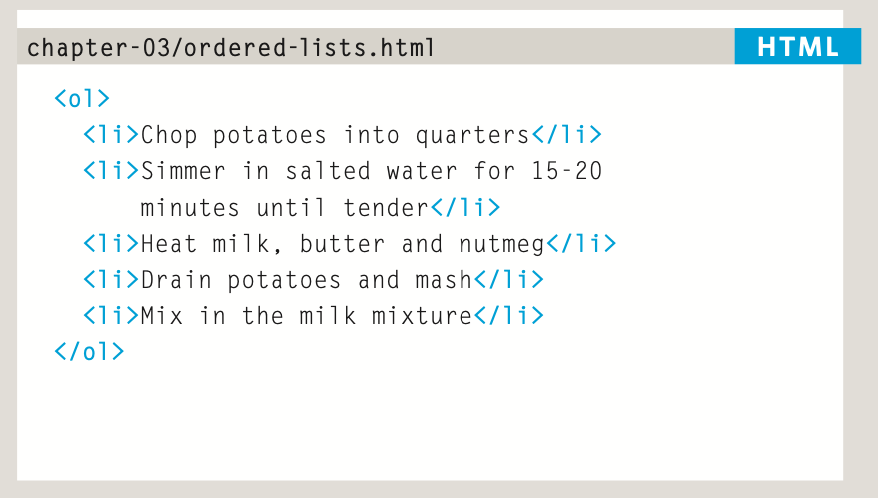 chapter-03/ordered-lists.html HTML
<ol>
<li>Chop potatoes into quarters</li>
<li>Simmer in salted water for 15-20
minutes until tender</li>
<li>Heat milk, butter and nutmeg</li>
<li>Drain potatoes and mash</li>
<li>Mix in the milk mixture</li>
</ol>